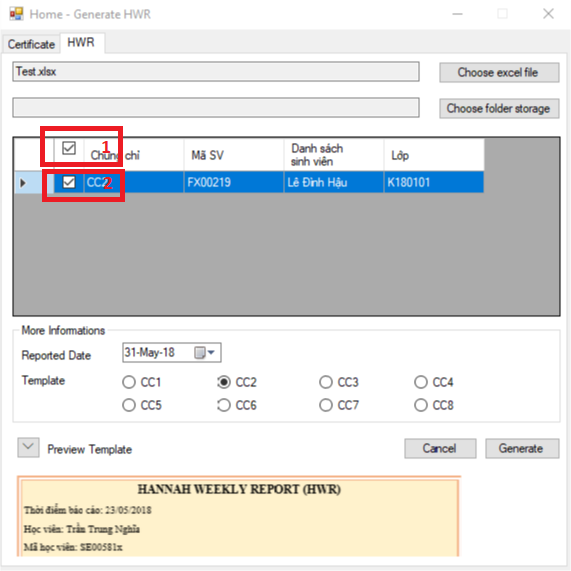 Home - Generate HWR
Certificate HWR
Test.xlsx Choose excel file
Choose folder storage
1
Chứng chỉ Mã SV Danh sách sinh viên Lớp
CC2 2 FX00219 Lê Đình Hậu K180101
More Informations
Reported Date 31-May-18
Template CC1 CC2 CC3 CC4
CC5 CC6 CC7 CC8
Preview Template Cancel Generate
HANNAH WEEKLY REPORT (HWR)
Thời điểm báo cáo: 23/05/2018
Học viên: Trần Trung Nghĩa
Mã học viên: SE00581x